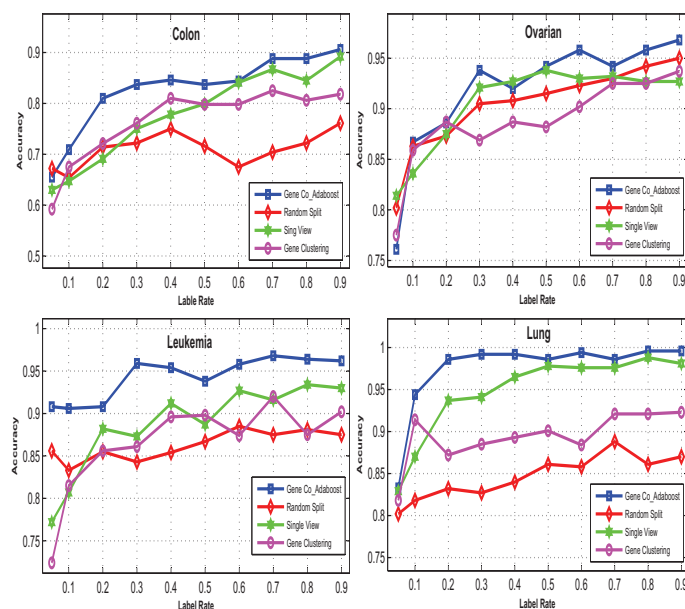 Colon
Accuracy
0.9
0.8
0.7
0.6
0.5
0.1 0.2 0.3 0.4 0.5 0.6 0.7 0.8 0.9
Lable Rate
Gene Co_Adaboost
Random Split
Sing View
Gene Clustering
Ovarian
Accuracy
0.95
0.9
0.85
0.8
0.75
0.1 0.2 0.3 0.4 0.5 0.6 0.7 0.8 0.9
Lable Rate
Gene Co_Adaboost
Random Split
Single View
Gene Clustering
Leukemia
Accuracy
1
0.95
0.9
0.85
0.8
0.75
0.1 0.2 0.3 0.4 0.5 0.6 0.7 0.8 0.9
Label Rate
Gene Co_Adaboost
Random Split
Single View
Gene Clustering
Lung
Accuracy
1
0.95
0.9
0.85
0.8
0.75
0.1 0.2 0.3 0.4 0.5 0.6 0.7 0.8 0.9
Label Rate
Gene Co_Adaboost
Random Split
Single View
Gene Clustering